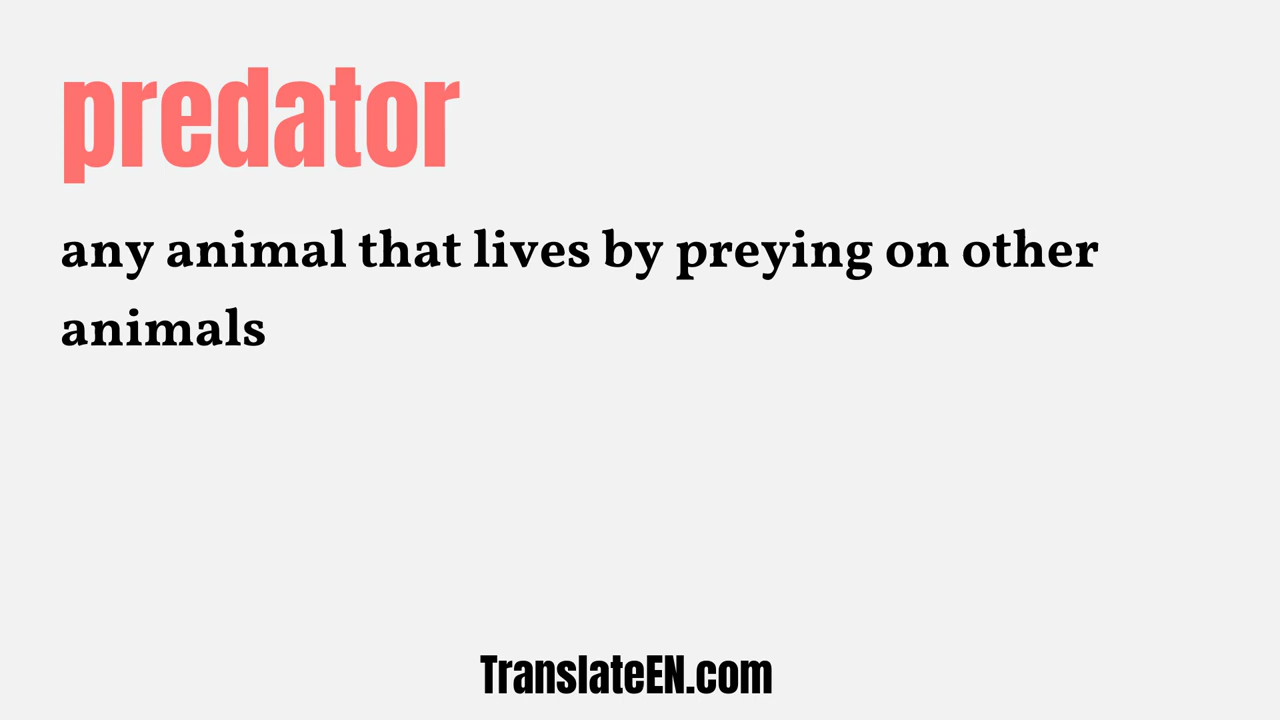 predator
any animal that lives by preying on other
animals
TranslateEN.com